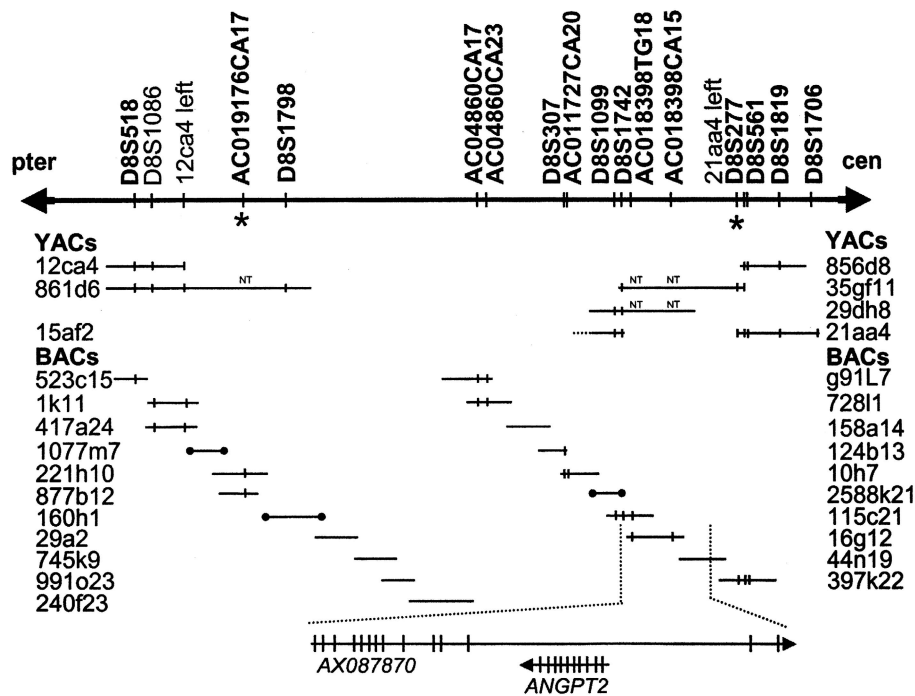 D8S518
D8S1086
12ca4 left
AC019176CA17
D8S1798
AC04860CA17
AC04860CA23
D8S307
AC011727CA20
D8S1099
D8S1742
AC018398TG18
AC018398CA15
21aa4 left
D8S277
D8S561
D8S1819
D8S1706
pter
cen
*
*
YACs
YACs
12ca4
856d8
861d6
NT
NT
NT
35gf11
NT
NT
29dh8
15af2
21aa4
BACs
BACs
523c15
g91L7
1k11
728l1
417a24
158a14
1077m7
124b13
221h10
10h7
877b12
2588k21
160h1
115c21
29a2
16g12
745k9
44n19
991o23
397k22
240f23
AX087870
ANGPT2